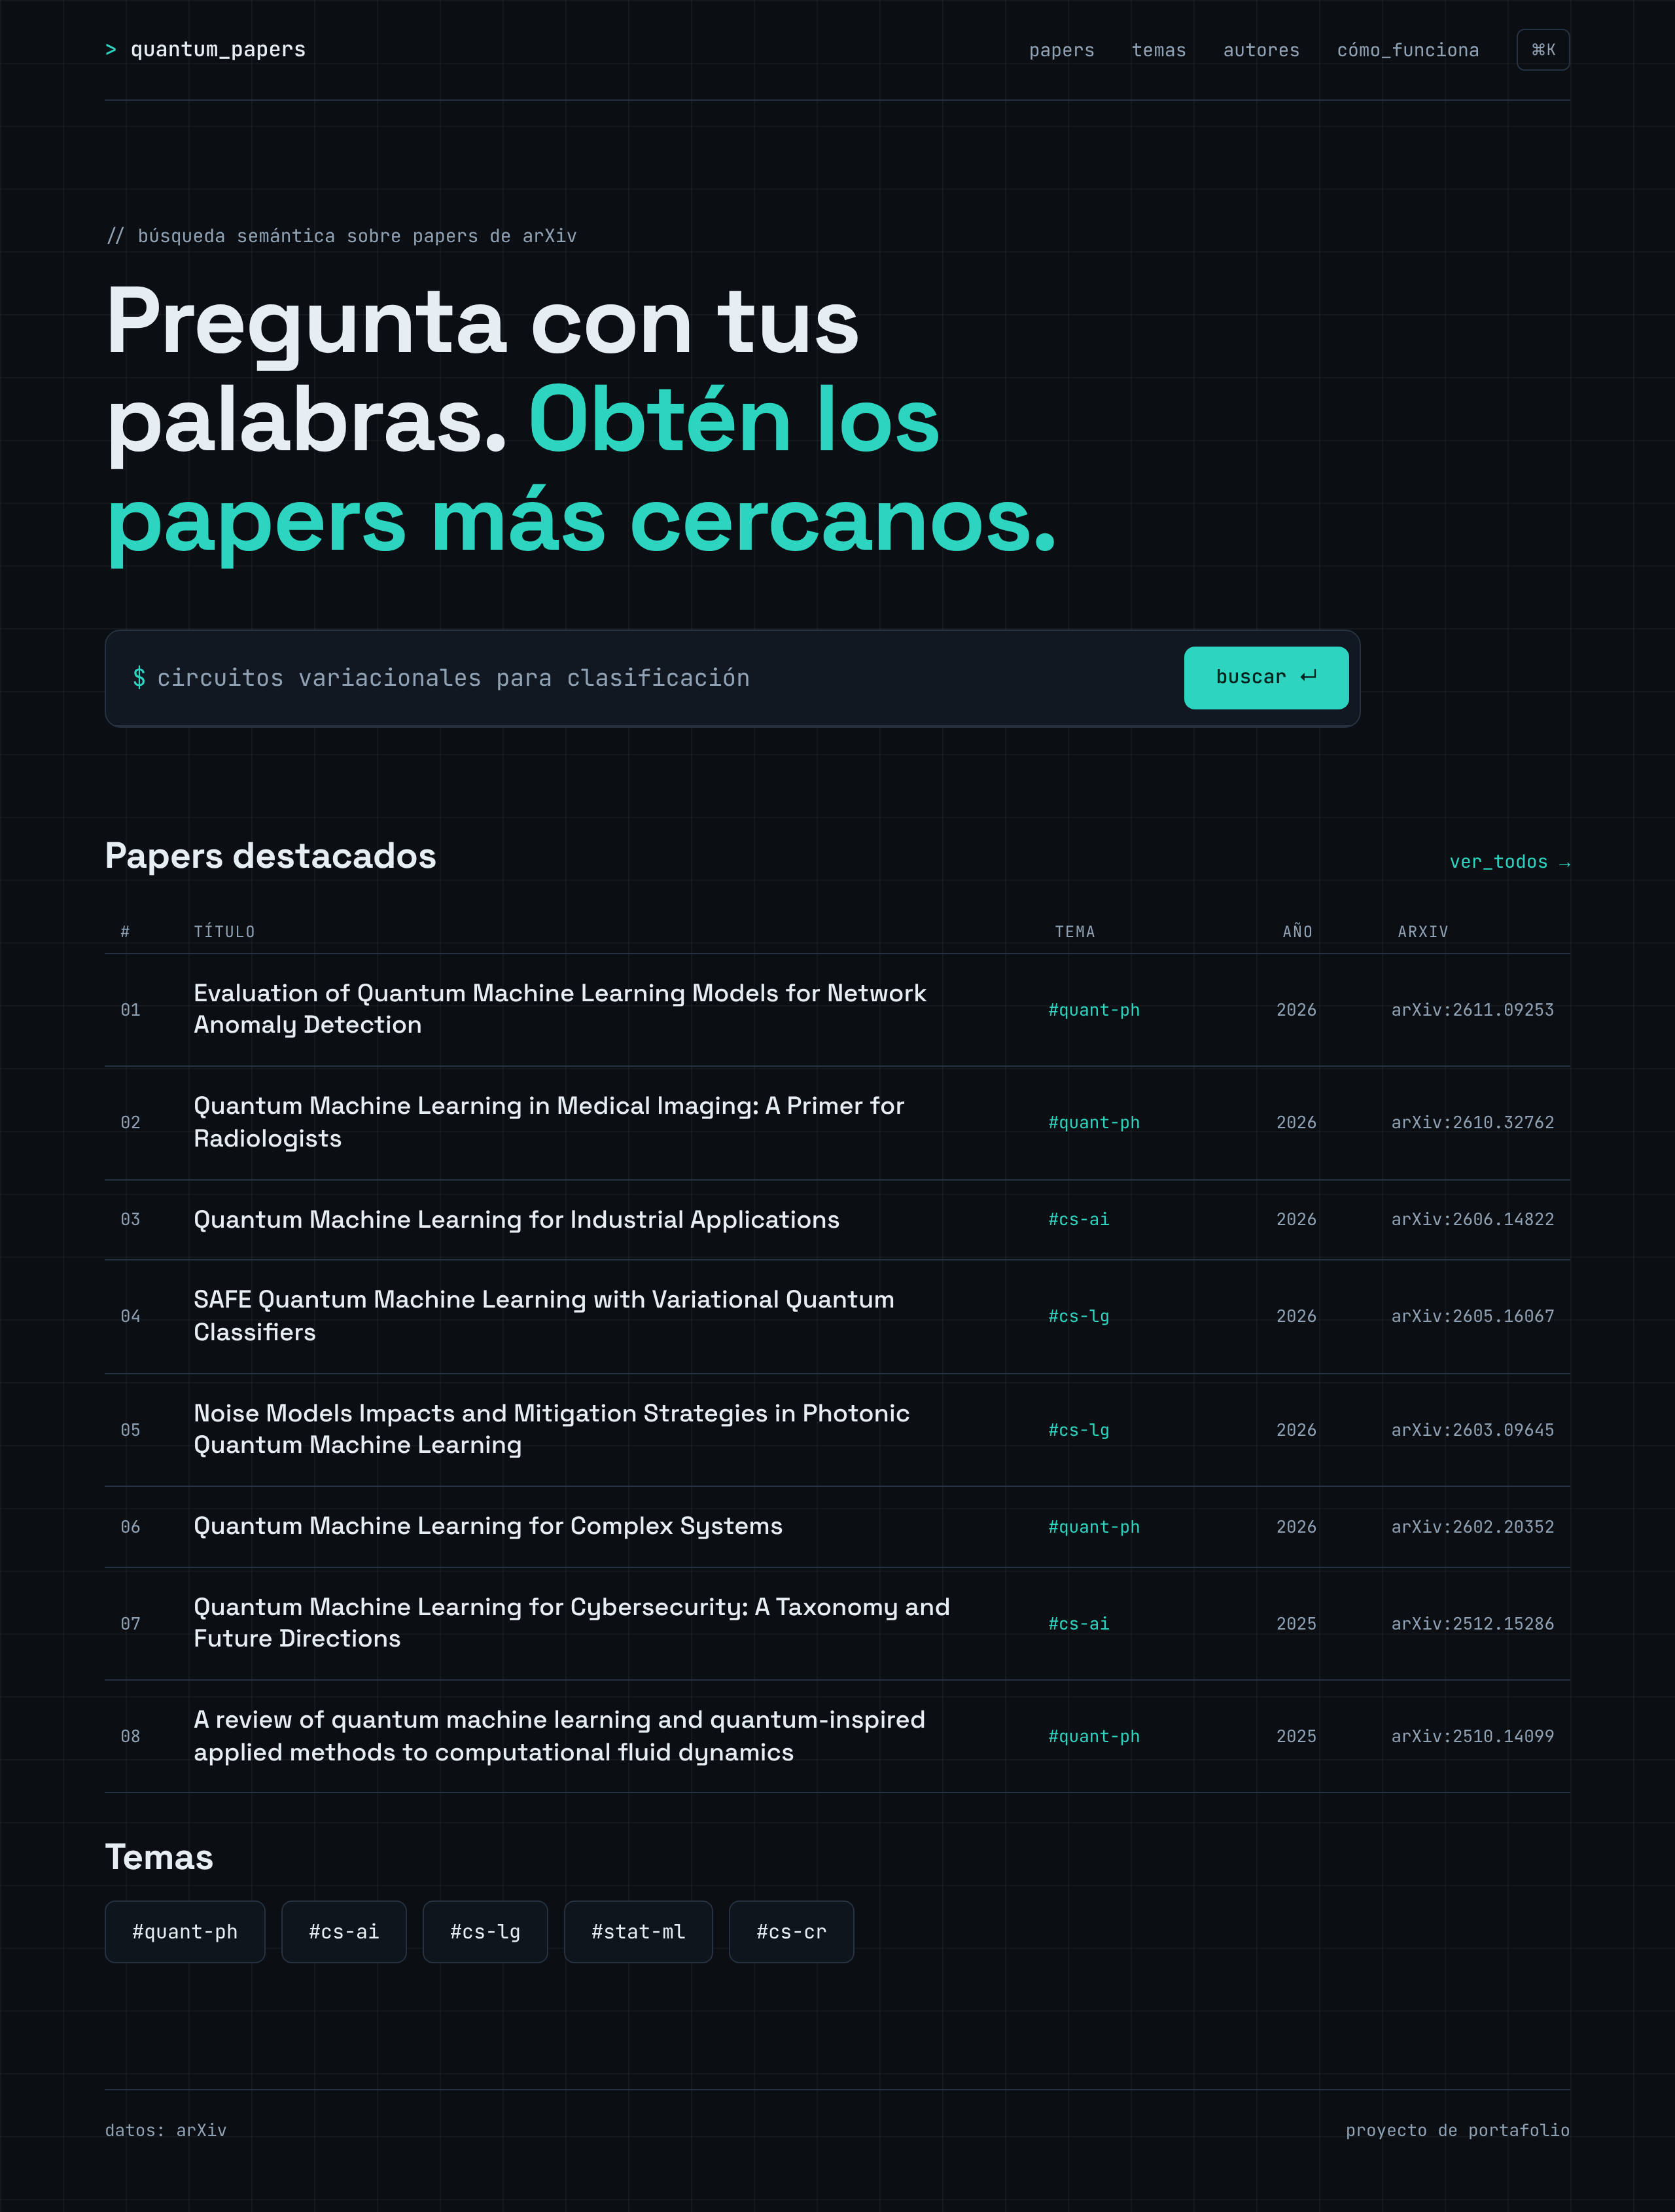 > quantum_papers
papers temas autores cómo_funciona ⌘K
// búsqueda semántica sobre papers de arXiv
Pregunta con tus
palabras. Obtén los
papers más cercanos.
$ circuitos variacionales para clasificación
buscar ↵
Papers destacados
ver_todos →
# TÍTULO TEMA AÑO ARXIV
01 Evaluation of Quantum Machine Learning Models for Network
Anomaly Detection
#quant-ph 2026 arXiv:2611.09253
02 Quantum Machine Learning in Medical Imaging: A Primer for
Radiologists
#quant-ph 2026 arXiv:2610.32762
03 Quantum Machine Learning for Industrial Applications #cs-ai 2026 arXiv:2606.14822
04 SAFE Quantum Machine Learning with Variational Quantum
Classifiers
#cs-lg 2026 arXiv:2605.16067
05 Noise Models Impacts and Mitigation Strategies in Photonic
Quantum Machine Learning
#cs-lg 2026 arXiv:2603.09645
06 Quantum Machine Learning for Complex Systems #quant-ph 2026 arXiv:2602.20352
07 Quantum Machine Learning for Cybersecurity: A Taxonomy and
Future Directions
#cs-ai 2025 arXiv:2512.15286
08 A review of quantum machine learning and quantum-inspired
applied methods to computational fluid dynamics
#quant-ph 2025 arXiv:2510.14099
Temas
#quant-ph #cs-ai #cs-lg #stat-ml #cs-cr
datos: arXiv
proyecto de portafolio